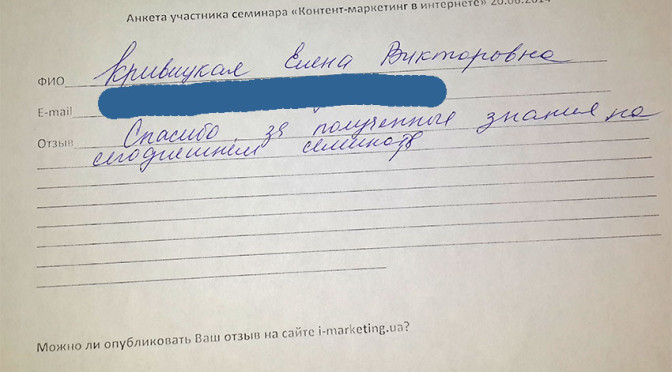 Анкета участника семинара «Контент-маркетинг в интернете» 20.06.2014
ФИО Кривицкая Елена Викторовна
E-mail
Отзыв Спасибо за полученные знания на
сегодняшнем семинаре
Можно ли опубликовать Ваш отзыв на сайте i-marketing.ua?